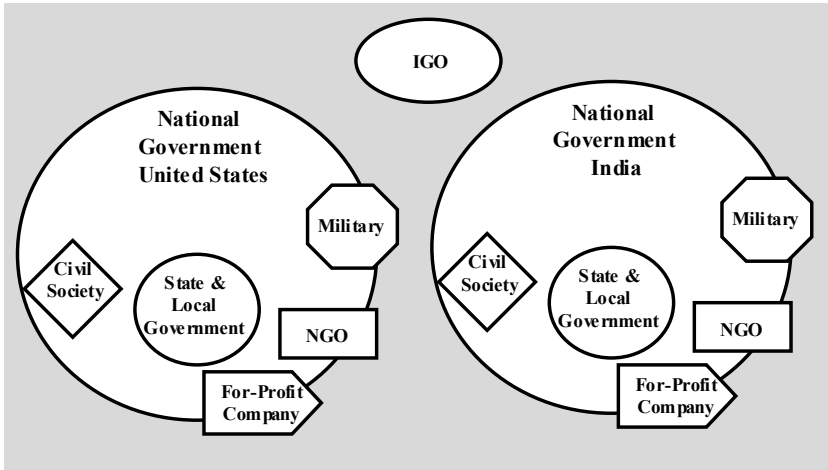 IGO
National
Government
United States
Military
Civil
Society
State &
Local
Government
NGO
For-Profit
Company
National
Government
India
Military
Civil
Society
State &
Local
Government
NGO
For-Profit
Company